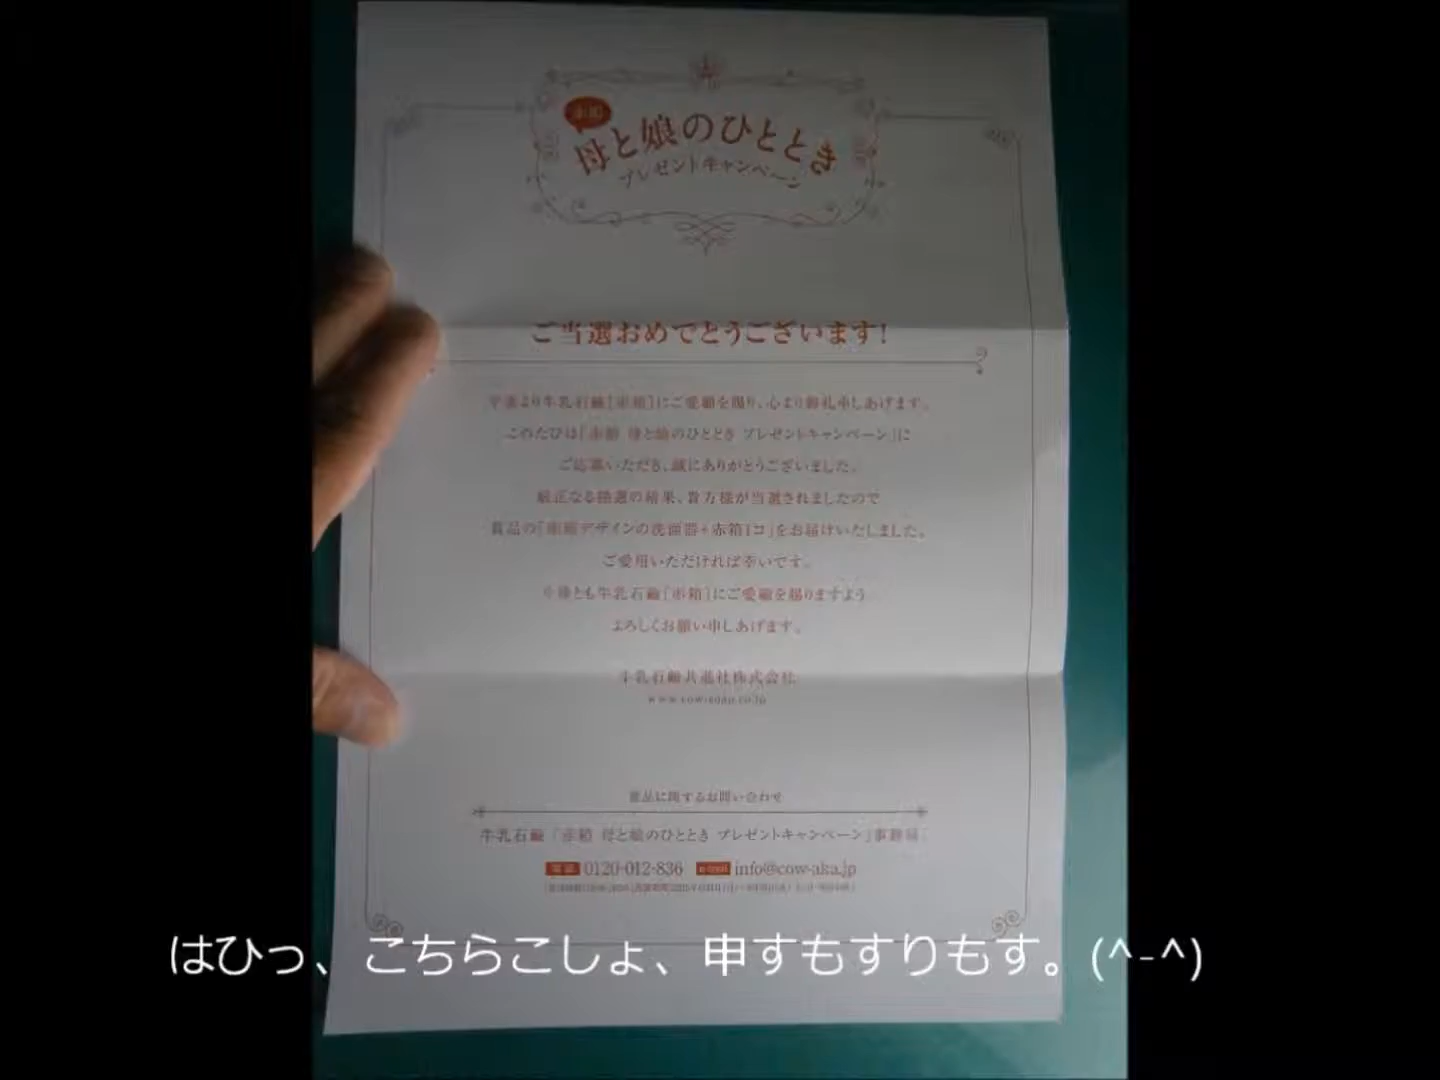 赤箱
母と娘のひととき
プレゼントキャンペーン
ご当選おめでとうございます!
平素より牛乳石鹸[赤箱]にご愛顧を賜り、心より御礼申しあげます。
このたびは「赤箱 母と娘のひととき プレゼントキャンペーン」に
ご応募いただき、誠にありがとうございました。
厳正なる抽選の結果、貴方様が当選されましたので
賞品の「赤箱デザインの洗面器+赤箱1コ」をお届けいたしました。
ご愛用いただければ幸いです。
今後とも牛乳石鹸[赤箱]にご愛顧を賜りますよう
よろしくお願い申しあげます。
牛乳石鹸共進社株式会社
www.cow-soap.co.jp
賞品に関するお問い合わせ
牛乳石鹸「赤箱 母と娘のひととき プレゼントキャンペーン」事務局
電話 0120-012-836 e-mail info@cow-aka.jp
はひっ、こちらこしょ、申すもすりもす。(^-^)